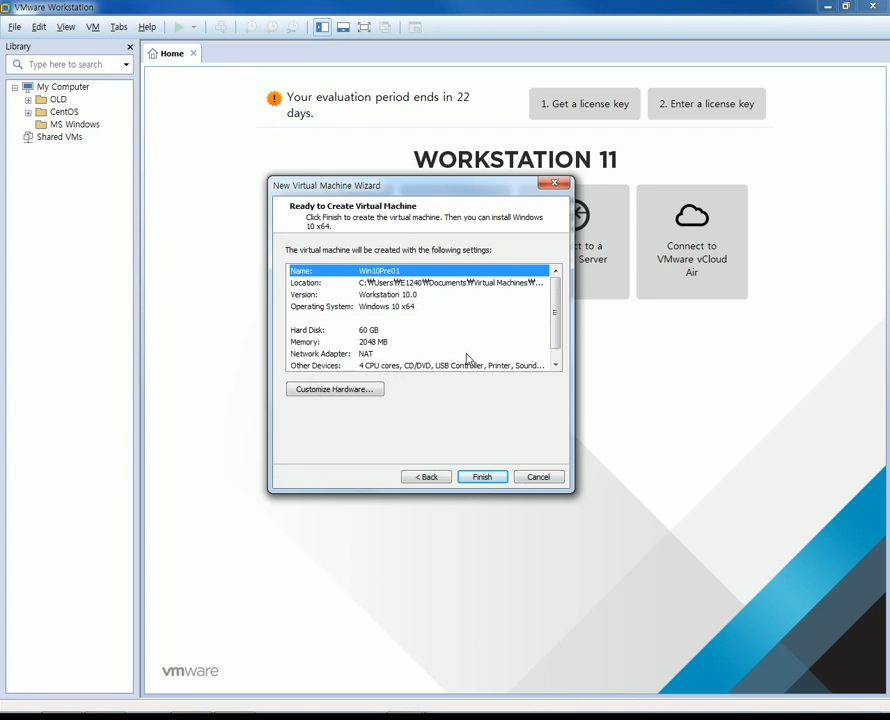 VMware Workstation
File Edit View VM Tabs Help
Library
Type here to search
My Computer
OLD
CentOS
MS Windows
Shared VMs
Home
Your evaluation period ends in 22
days.
1. Get a license key
2. Enter a license key
WORKSTATION 11
ct to a
Server
Connect to
VMware vCloud
Air
New Virtual Machine Wizard
Ready to Create Virtual Machine
Click Finish to create the virtual machine. Then you can install Windows
10 x64.
The virtual machine will be created with the following settings:
Name: Win10Pre01
Location: C:₩Users₩E1240₩Documents₩Virtual Machines₩...
Version: Workstation 10.0
Operating System: Windows 10 x64
Hard Disk: 60 GB
Memory: 2048 MB
Network Adapter: NAT
Other Devices: 4 CPU cores, CD/DVD, USB Controller, Printer, Sound...
Customize Hardware...
< Back
Finish
Cancel
vmware